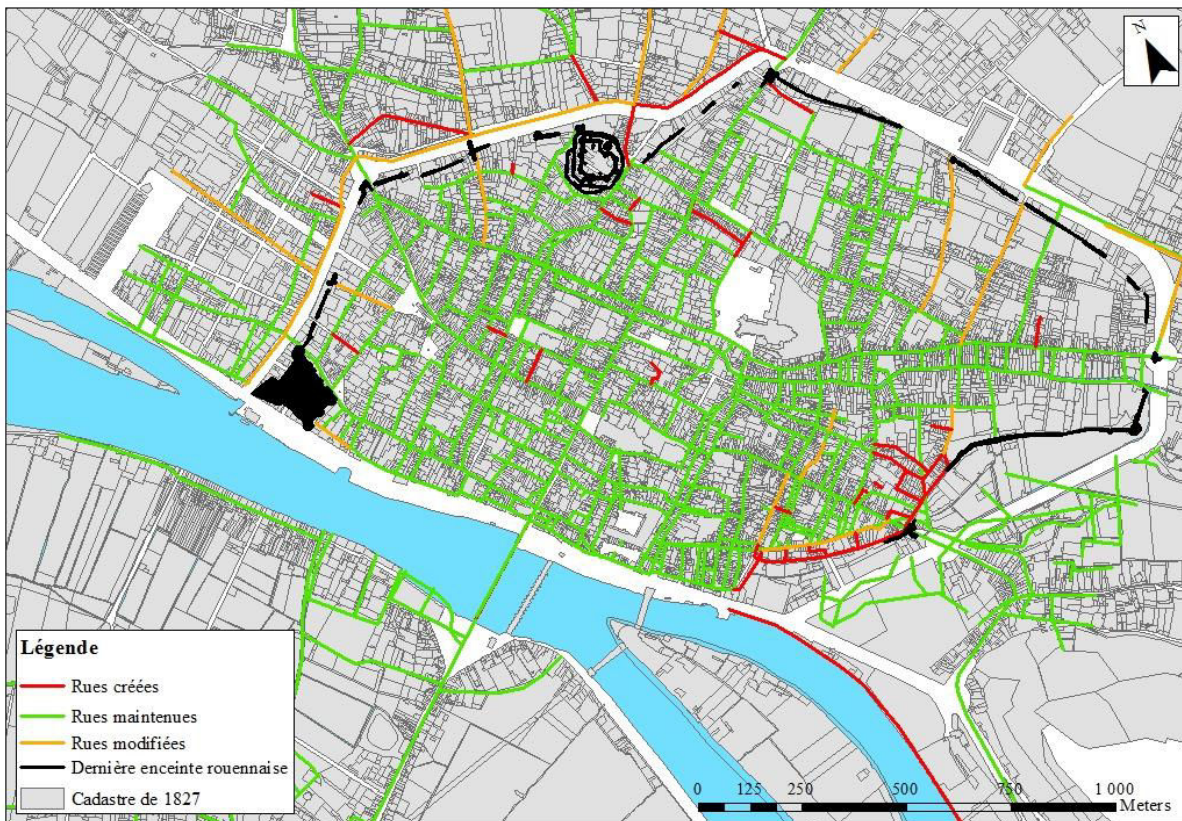 N
Légende
Rues créées
Rues maintenues
Rues modifiées
Dernière enceinte rouennaise
Cadastre de 1827
0 125 250 500 750 1 000
Meters